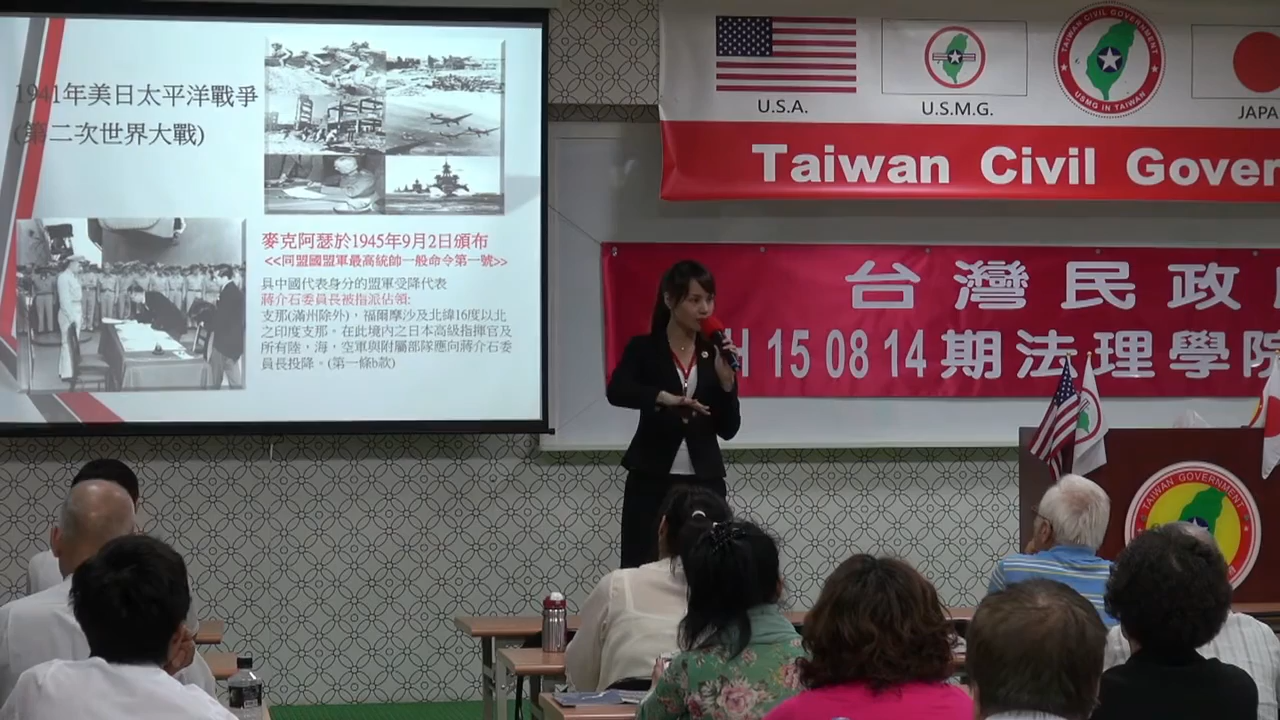 1941年美日太平洋戰爭
(第二次世界大戰)
麥克阿瑟於1945年9月2日頒布
<<同盟國盟軍最高統帥一般命令第一號>>
具中國代表身分的盟軍受降代表
蔣介石委員長被指派佔領:
支那(滿州除外)，福爾摩沙及北緯16度以北
之印度支那。在此境內之日本高級指揮官及
所有陸，海，空軍與附屬部隊應向蔣介石委
員長投降。(第一條b款)
U.S.A.
U.S.M.G.
TAIWAN CIVIL GOVERNMENT
USMG IN TAIWAN
JAPA
Taiwan Civil Gover
台灣民政
H 15 08 14期法理學院
TAIWAN GOVERNMENT